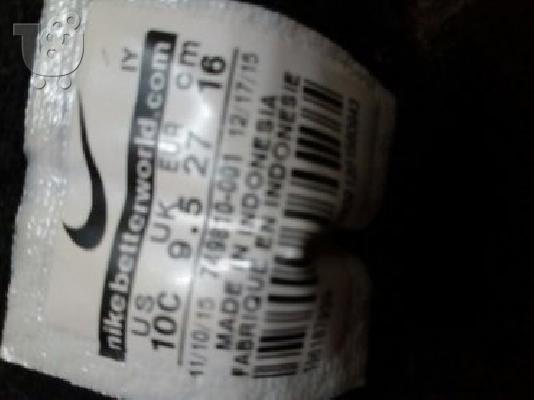 IY
nikebetterworld.com
US UK EUR cm
10C 9.5 27 16
11/10/15 12/17/15
MADE IN INDONESIA
FABRIQUE EN INDONESIE